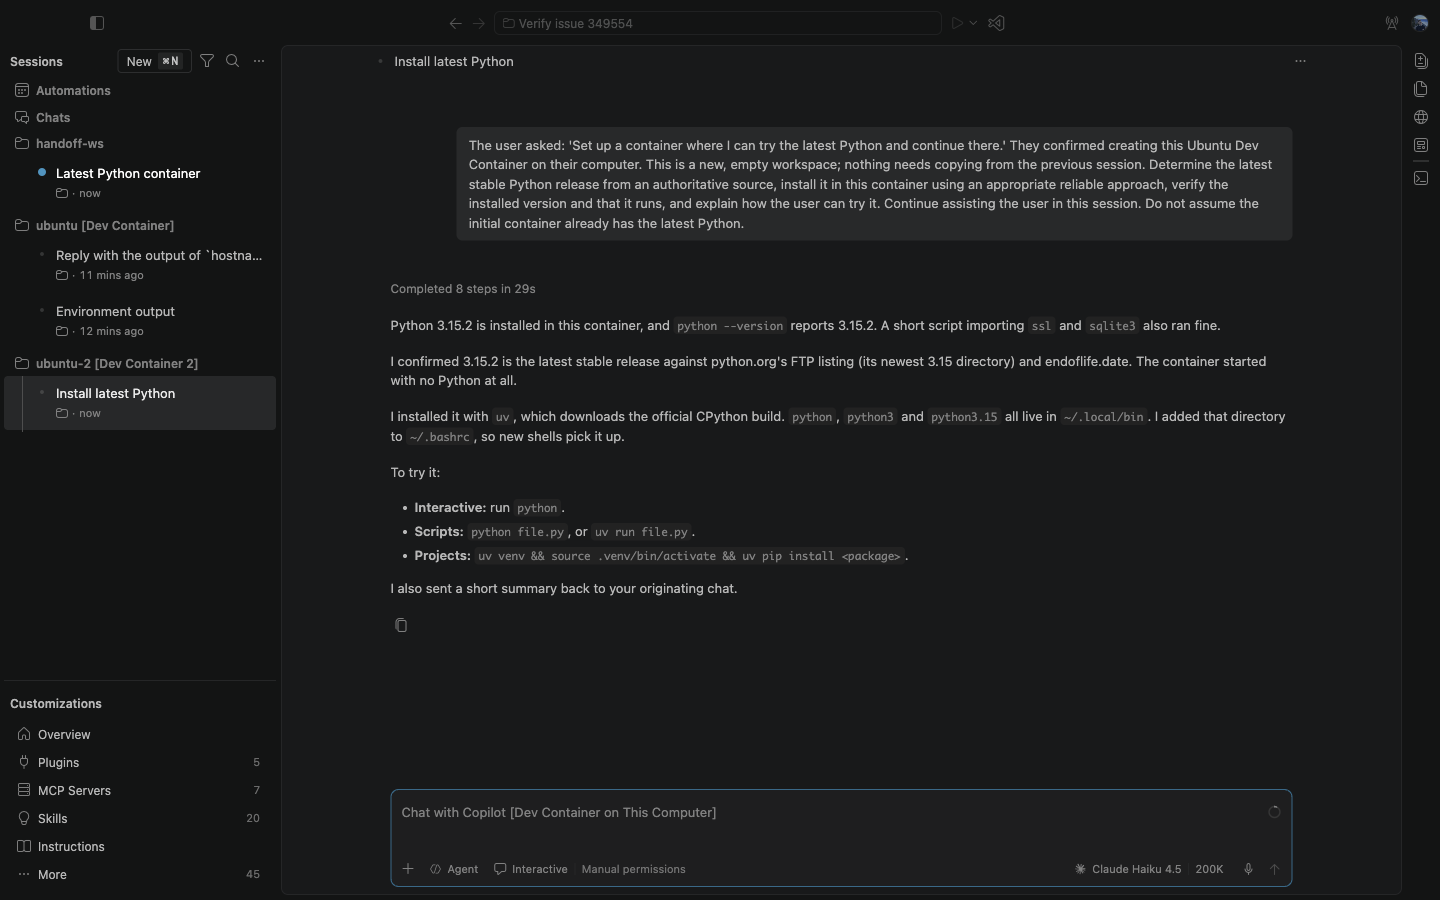 Verify issue 349554
Sessions
New ⌘N
Automations
Chats
handoff-ws
Latest Python container
· now
ubuntu [Dev Container]
Reply with the output of `hostna...
· 11 mins ago
Environment output
· 12 mins ago
ubuntu-2 [Dev Container 2]
Install latest Python
· now
Customizations
Overview
Plugins 5
MCP Servers 7
Skills 20
Instructions
More 45
Install latest Python
The user asked: 'Set up a container where I can try the latest Python and continue there.' They confirmed creating this Ubuntu Dev
Container on their computer. This is a new, empty workspace; nothing needs copying from the previous session. Determine the latest
stable Python release from an authoritative source, install it in this container using an appropriate reliable approach, verify the
installed version and that it runs, and explain how the user can try it. Continue assisting the user in this session. Do not assume the
initial container already has the latest Python.
Completed 8 steps in 29s
Python 3.15.2 is installed in this container, and python --version reports 3.15.2. A short script importing ssl and sqlite3 also ran fine.
I confirmed 3.15.2 is the latest stable release against python.org's FTP listing (its newest 3.15 directory) and endoflife.date. The container started
with no Python at all.
I installed it with uv, which downloads the official CPython build. python, python3 and python3.15 all live in ~/.local/bin. I added that directory
to ~/.bashrc, so new shells pick it up.
To try it:
• Interactive: run python.
• Scripts: python file.py, or uv run file.py.
• Projects: uv venv && source .venv/bin/activate && uv pip install <package>.
I also sent a short summary back to your originating chat.
Chat with Copilot [Dev Container on This Computer]
Agent
Interactive
Manual permissions
Claude Haiku 4.5
200K